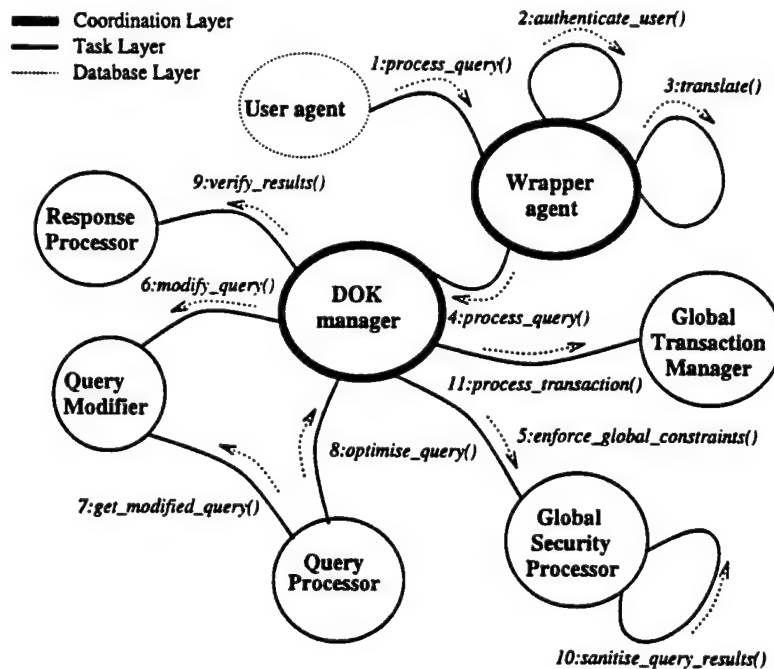 Coordination Layer
Task Layer
Database Layer
2:authenticate_user()
1:process_query()
3:translate()
User agent
Wrapper
agent
9:verify_results()
Response
Processor
6:modify_query()
DOK
manager
4:process_query()
Global
Transaction
Manager
11:process_transaction()
Query
Modifier
5:enforce_global_constraints()
8:optimise_query()
7:get_modified_query()
Global
Security
Processor
Query
Processor
10:sanitise_query_results()